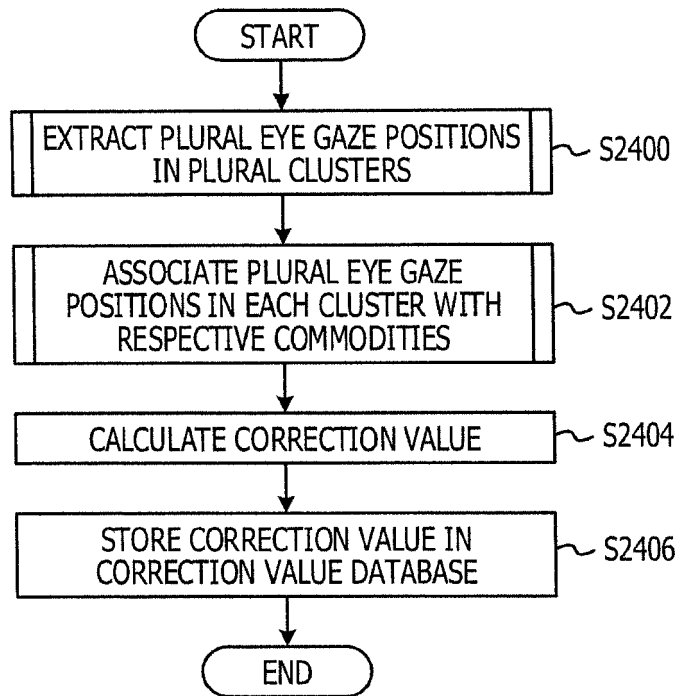 START
EXTRACT PLURAL EYE GAZE POSITIONS
IN PLURAL CLUSTERS
S2400
ASSOCIATE PLURAL EYE GAZE
POSITIONS IN EACH CLUSTER WITH
RESPECTIVE COMMODITIES
S2402
CALCULATE CORRECTION VALUE
S2404
STORE CORRECTION VALUE IN
CORRECTION VALUE DATABASE
S2406
END